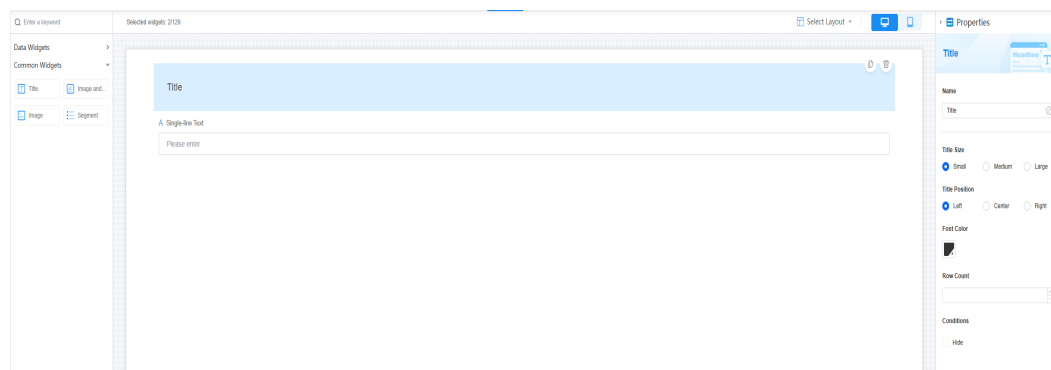 Enter a keyword
Selected widgets: 2/120
Select Layout
Properties
Data Widgets
Common Widgets
Title
Image and...
Image
Segment
Title
Single-line Text
Please enter
Title
Headline
Name
Title
Title Size
Small
Medium
Large
Title Position
Left
Center
Right
Font Color
Row Count
Conditions
Hide